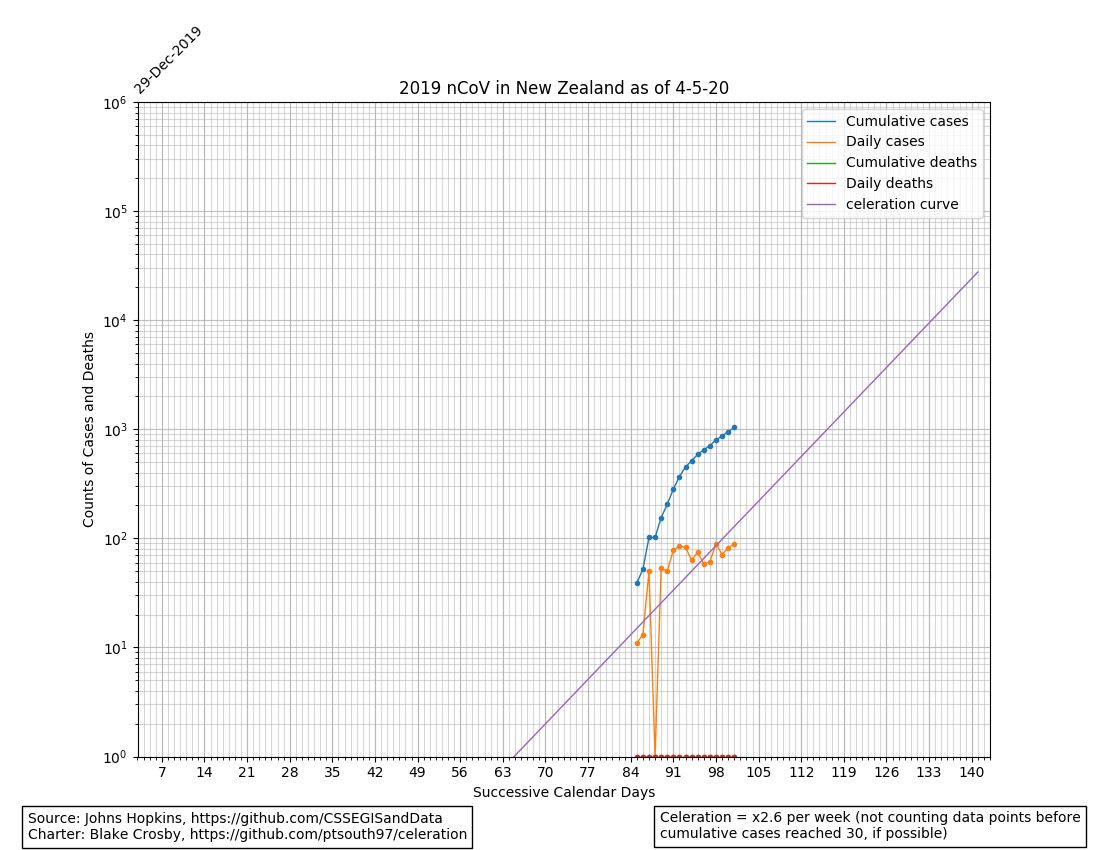 29-Dec-2019
2019 nCoV in New Zealand as of 4-5-20
10^6
10^5
10^4
10^3
10^2
10^1
10^0
Counts of Cases and Deaths
Cumulative cases
Daily cases
Cumulative deaths
Daily deaths
celeration curve
7 14 21 28 35 42 49 56 63 70 77 84 91 98 105 112 119 126 133 140
Successive Calendar Days
Source: Johns Hopkins, https://github.com/CSSEGISandData
Charter: Blake Crosby, https://github.com/ptsouth97/celeration
Celeration = x2.6 per week (not counting data points before
cumulative cases reached 30, if possible)